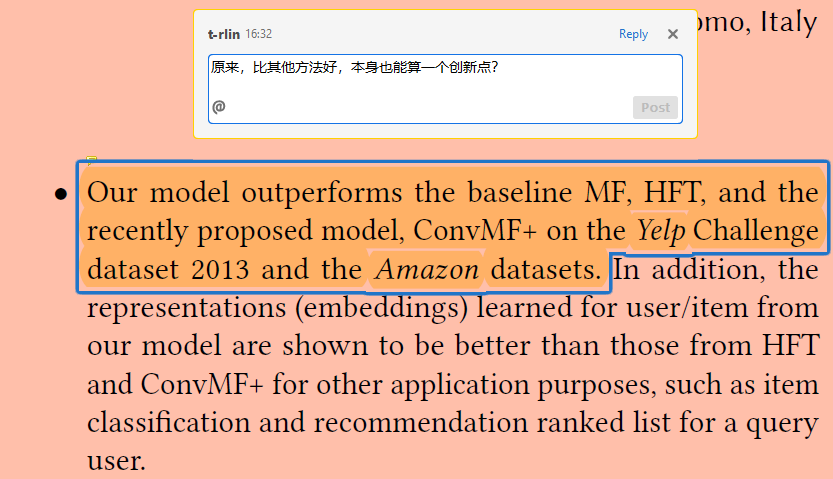 omo, Italy
t-rlin 16:32 Reply
原来，比其他方法好，本身也能算一个创新点？
@ Post
● Our model outperforms the baseline MF, HFT, and the
recently proposed model, ConvMF+ on the Yelp Challenge
dataset 2013 and the Amazon datasets. In addition, the
representations (embeddings) learned for user/item from
our model are shown to be better than those from HFT
and ConvMF+ for other application purposes, such as item
classification and recommendation ranked list for a query
user.